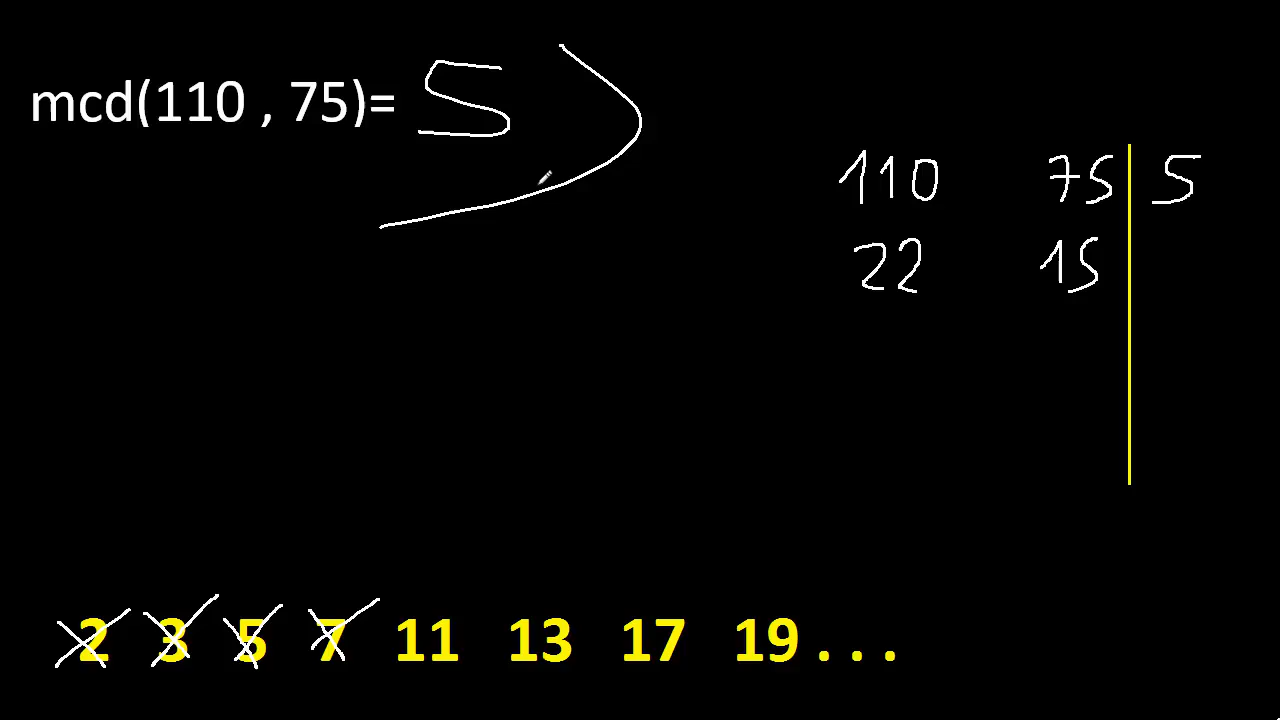 mcd(110 , 75)= 5
110 75 5
22 15
2 3 5 7 11 13 17 19 . . .